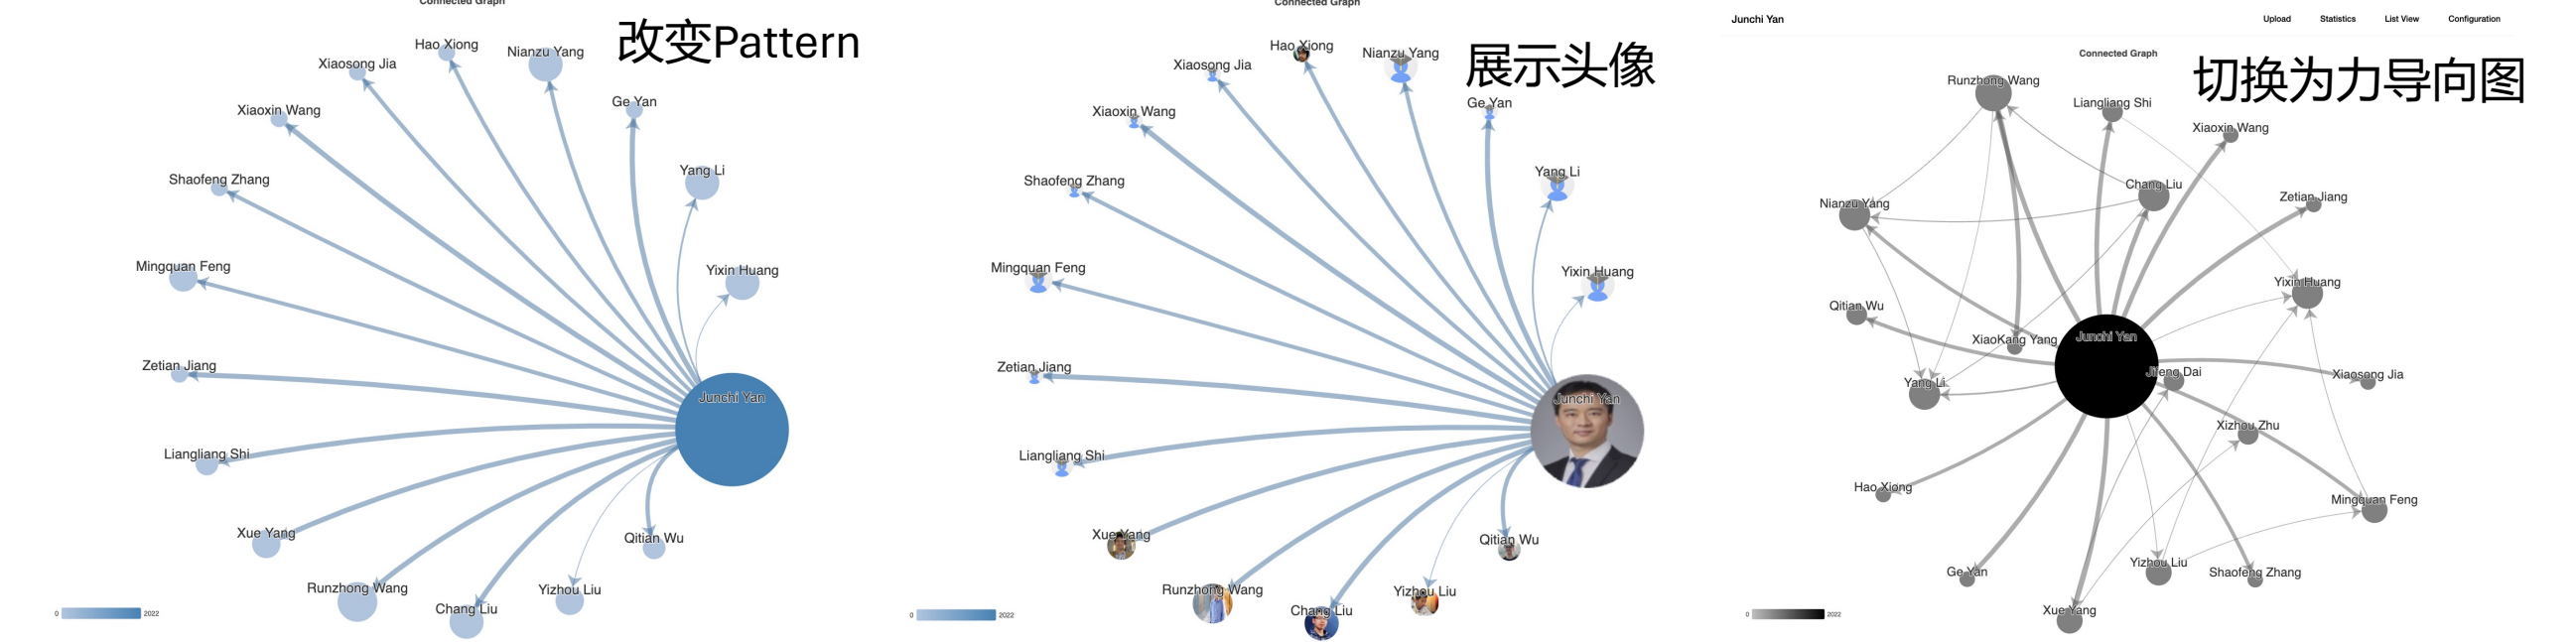 Connected Graph
改变Pattern
Hao Xiong
Nianzu Yang
Xiaosong Jia
Ge Yan
Xiaoxin Wang
Yang Li
Shaofeng Zhang
Mingquan Feng
Yixin Huang
Zetian Jiang
Junchi Yan
Liangliang Shi
Xue Yang
Qitian Wu
Runzhong Wang
Yizhou Liu
Chang Liu
0 2022
Connected Graph
展示头像
Hao Xiong
Nianzu Yang
Xiaosong Jia
Ge Yan
Xiaoxin Wang
Yang Li
Shaofeng Zhang
Mingquan Feng
Yixin Huang
Zetian Jiang
Junchi Yan
Liangliang Shi
Xue Yang
Qitian Wu
Runzhong Wang
Yizhou Liu
Chang Liu
0 2022
Junchi Yan
Upload Statistics List View Configuration
Connected Graph
切换为力导向图
Runzhong Wang
Liangliang Shi
Xiaoxin Wang
Chang Liu
Zetian Jiang
Nianzu Yang
Yixin Huang
Qitian Wu
XiaoKang Yang
Junchi Yan
Jifeng Dai
Xiaosong Jia
Yang Li
Xizhou Zhu
Hao Xiong
Mingquan Feng
Yizhou Liu
Ge Yan
Shaofeng Zhang
Xue Yang
0 2022